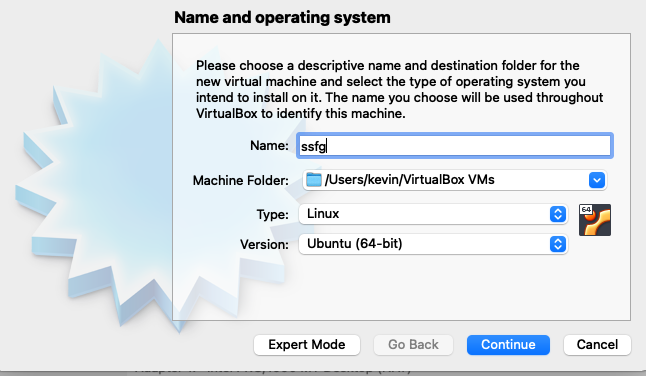 Name and operating system
Please choose a descriptive name and destination folder for the
new virtual machine and select the type of operating system you
intend to install on it. The name you choose will be used throughout
VirtualBox to identify this machine.
Name: ssfg
Machine Folder: /Users/kevin/VirtualBox VMs
Type: Linux
64
Version: Ubuntu (64-bit)
Expert Mode Go Back Continue Cancel